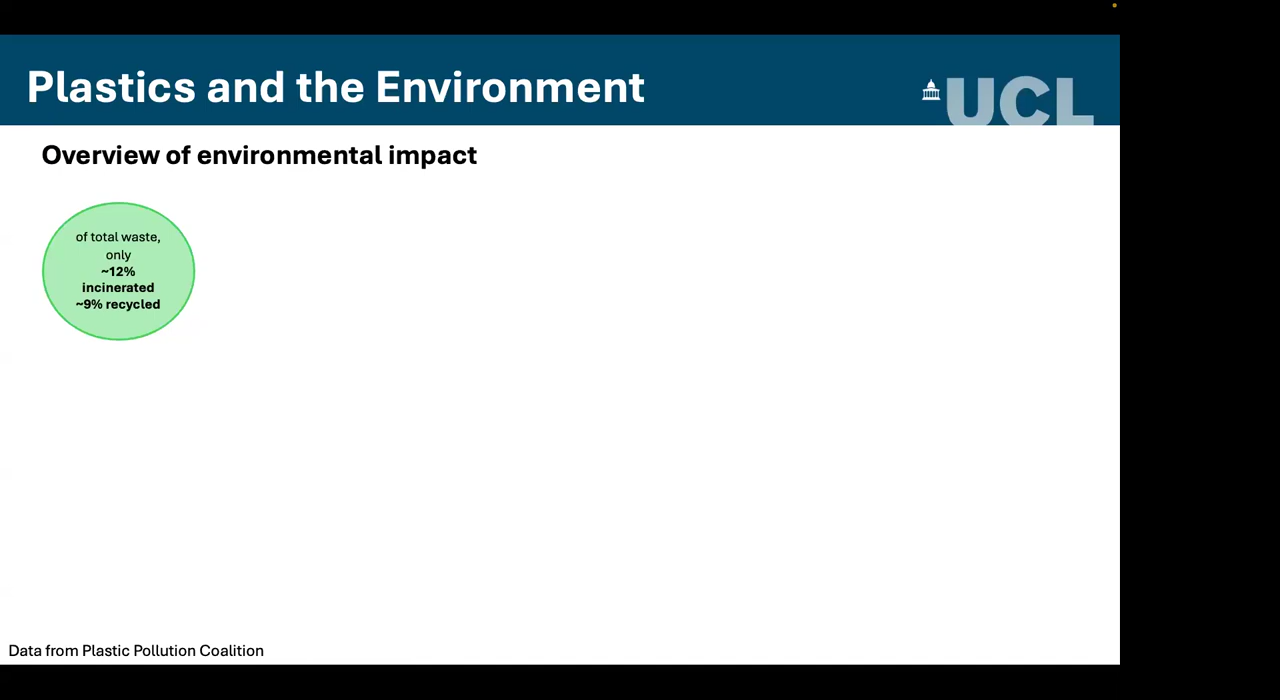 Plastics and the Environment
UCL
Overview of environmental impact
of total waste,
only
~12%
incinerated
~9% recycled
Data from Plastic Pollution Coalition